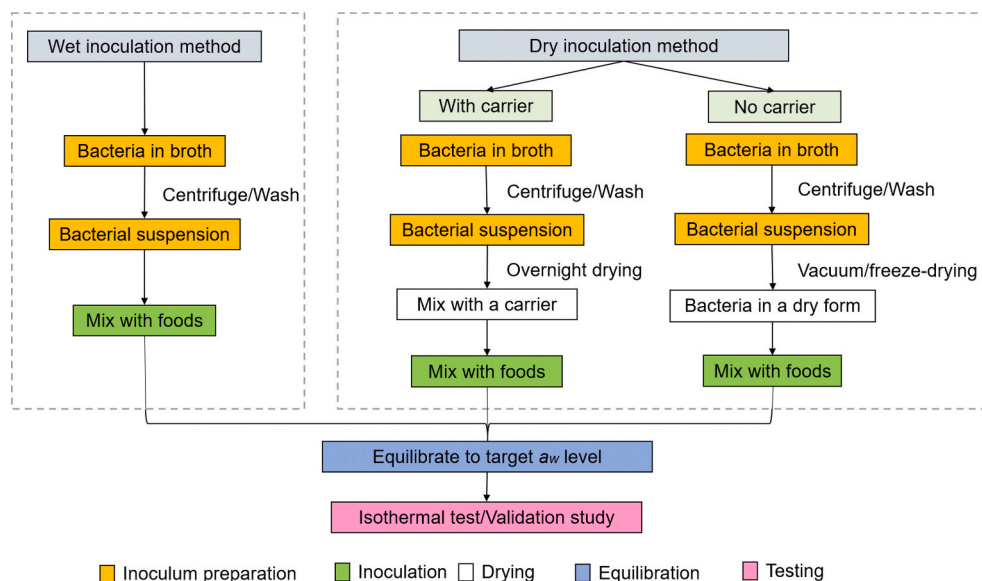 Wet inoculation method
Bacteria in broth
Centrifuge/Wash
Bacterial suspension
Mix with foods
Dry inoculation method
With carrier
Bacteria in broth
Centrifuge/Wash
Bacterial suspension
Overnight drying
Mix with a carrier
Mix with foods
No carrier
Bacteria in broth
Centrifuge/Wash
Bacterial suspension
Vacuum/freeze-drying
Bacteria in a dry form
Mix with foods
Equilibrate to target aw level
Isothermal test/Validation study
Inoculum preparation
Inoculation
Drying
Equilibration
Testing